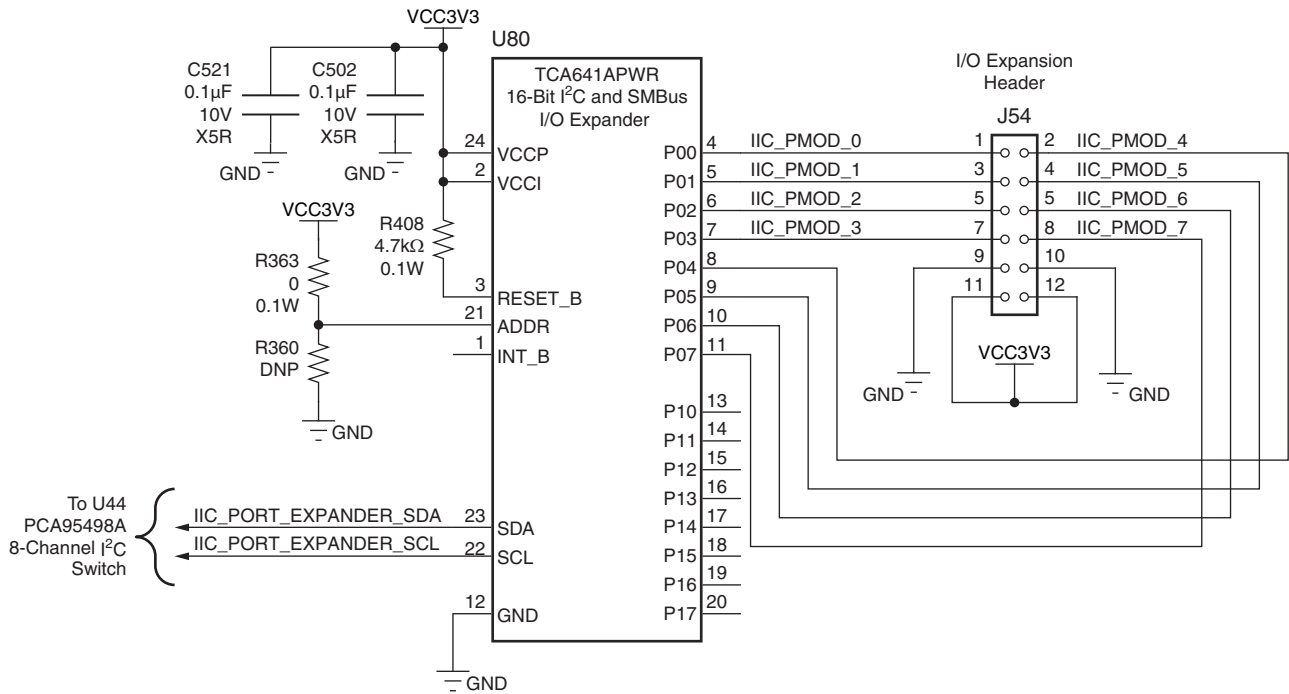 VCC3V3
U80
C521
0.1µF
10V
X5R
C502
0.1µF
10V
X5R
GND
GND
TCA641APWR
16-Bit I²C and SMBus
I/O Expander
I/O Expansion
Header
J54
24
VCCP
2
VCCI
VCC3V3
R408
4.7kΩ
0.1W
R363
0
0.1W
3
RESET_B
21
ADDR
1
INT_B
R360
DNP
GND
P00
4
IIC_PMOD_0
1
2
IIC_PMOD_4
P01
5
IIC_PMOD_1
3
4
IIC_PMOD_5
P02
6
IIC_PMOD_2
5
5
IIC_PMOD_6
P03
7
IIC_PMOD_3
7
8
IIC_PMOD_7
P04
8
9
10
P05
9
11
12
P06
10
P07
11
VCC3V3
GND
GND
P10
13
P11
14
P12
15
P13
16
P14
17
P15
18
P16
19
P17
20
To U44
PCA95498A
8-Channel I²C
Switch
IIC_PORT_EXPANDER_SDA
23
SDA
IIC_PORT_EXPANDER_SCL
22
SCL
12
GND
GND